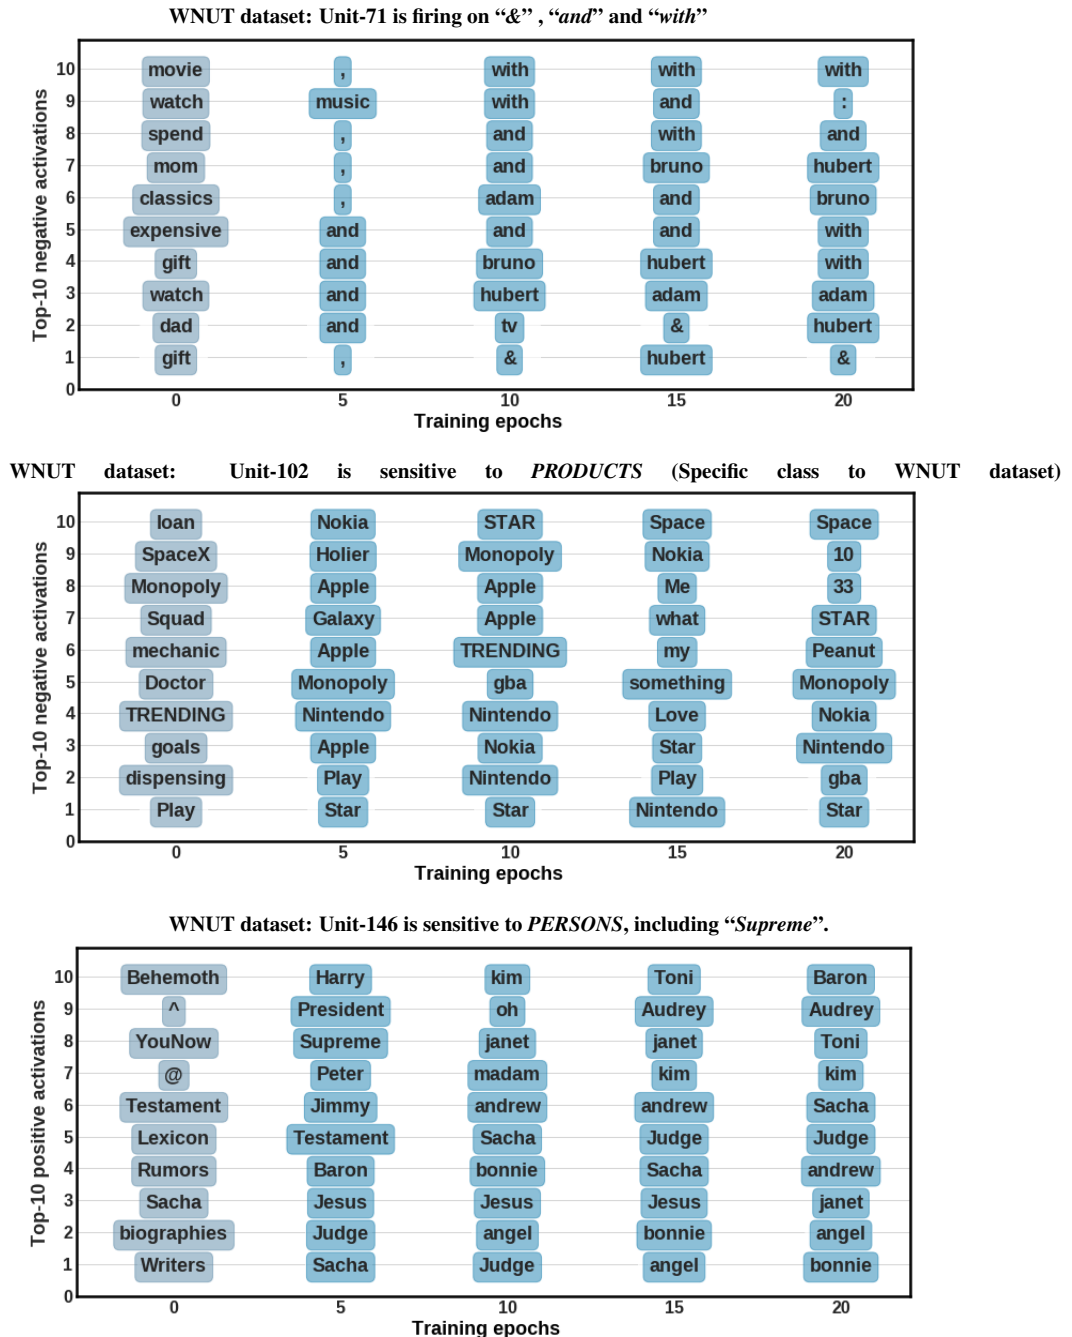 WNUT dataset: Unit-71 is firing on “&” , “and” and “with”
Top-10 negative activations
10 movie , with with with
9 watch music with and :
8 spend , and with and
7 mom , and bruno hubert
6 classics , adam and bruno
5 expensive and and and with
4 gift and bruno hubert with
3 watch and hubert adam adam
2 dad and tv & hubert
1 gift , & hubert &
0
0 5 10 15 20
Training epochs
WNUT dataset: Unit-102 is sensitive to PRODUCTS (Specific class to WNUT dataset)
Top-10 negative activations
10 loan Nokia STAR Space Space
9 SpaceX Holier Monopoly Nokia 10
8 Monopoly Apple Apple Me 33
7 Squad Galaxy Apple what STAR
6 mechanic Apple TRENDING my Peanut
5 Doctor Monopoly gba something Monopoly
4 TRENDING Nintendo Nintendo Love Nokia
3 goals Apple Nokia Star Nintendo
2 dispensing Play Nintendo Play gba
1 Play Star Star Nintendo Star
0
0 5 10 15 20
Training epochs
WNUT dataset: Unit-146 is sensitive to PERSONS, including “Supreme”.
Top-10 positive activations
10 Behemoth Harry kim Toni Baron
9 ^ President oh Audrey Audrey
8 YouNow Supreme janet janet Toni
7 @ Peter madam kim kim
6 Testament Jimmy andrew andrew Sacha
5 Lexicon Testament Sacha Judge Judge
4 Rumors Baron bonnie Sacha andrew
3 Sacha Jesus Jesus Jesus janet
2 biographies Judge angel bonnie angel
1 Writers Sacha Judge angel bonnie
0
0 5 10 15 20
Training epochs